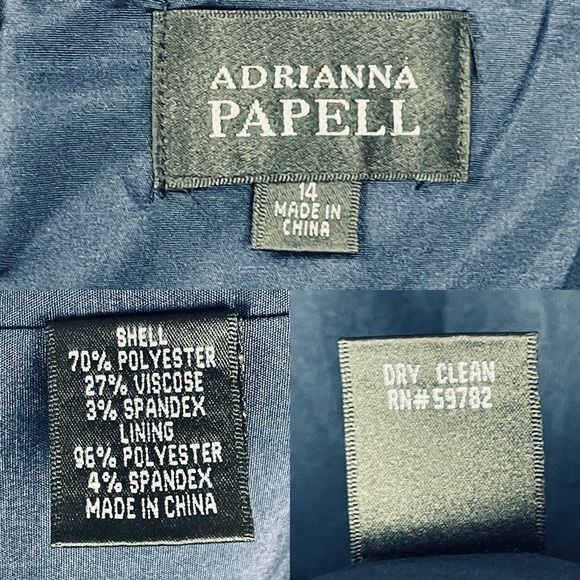 ADRIANNA
PAPELL
14
MADE IN
CHINA
SHELL
70% POLYESTER
27% VISCOSE
3% SPANDEX
LINING
96% POLYESTER
4% SPANDEX
MADE IN CHINA
DRY CLEAN
RN#59782